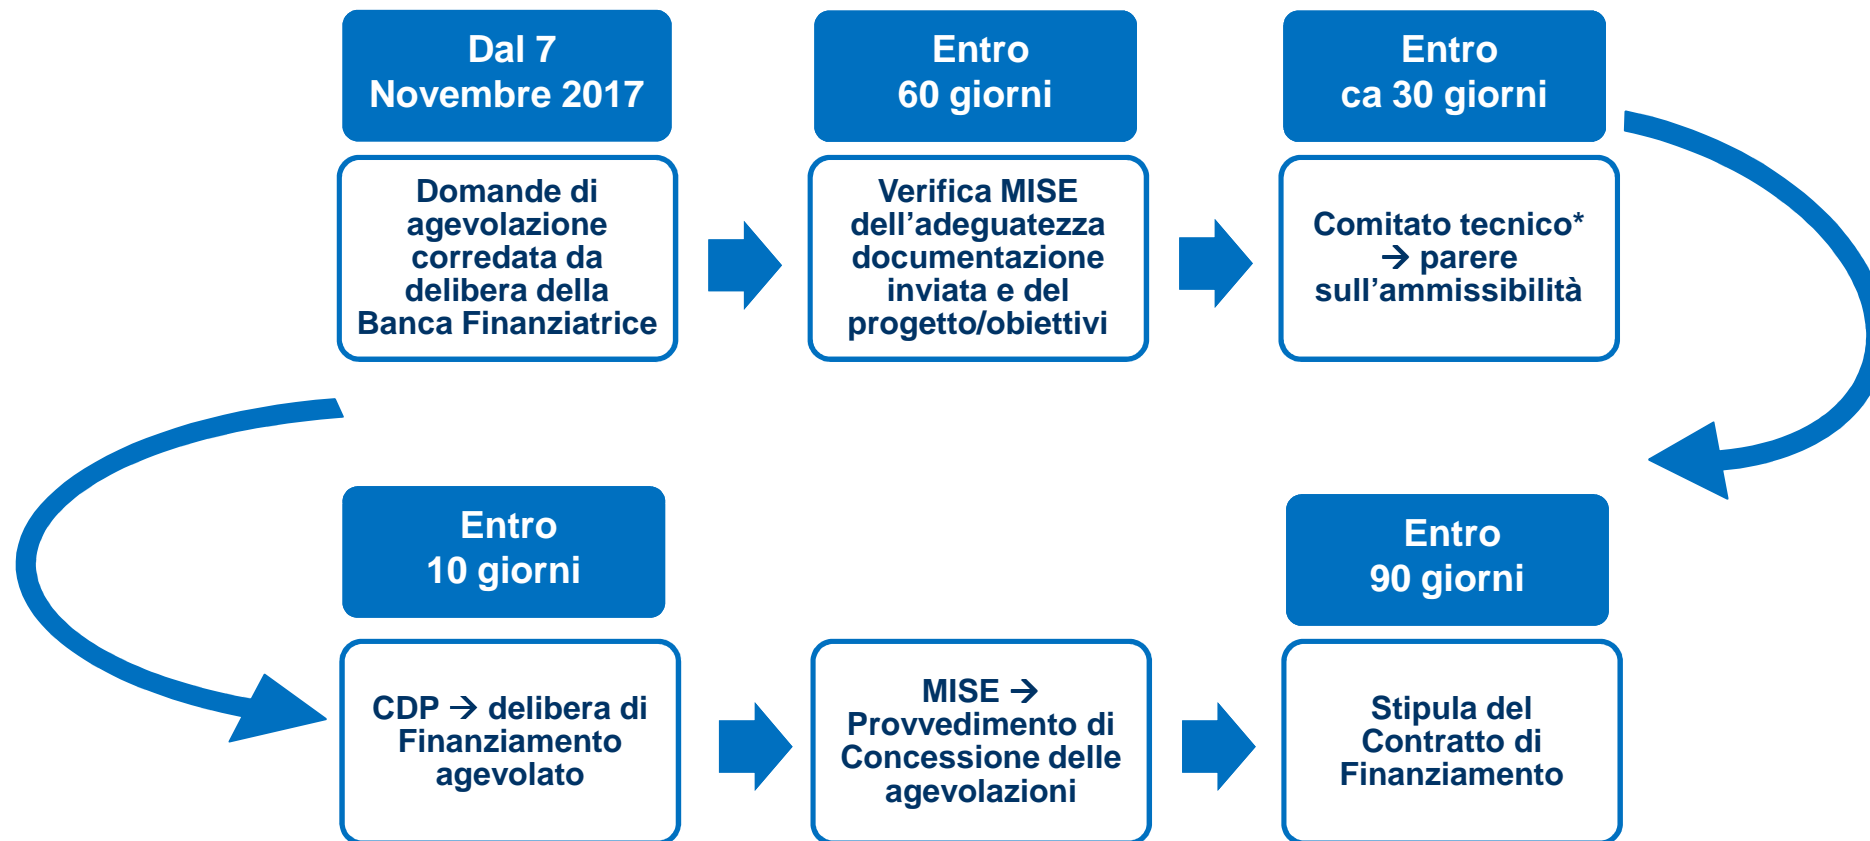 Dal 7
Novembre 2017
Domande di
agevolazione
corredata da
delibera della
Banca Finanziatrice
Entro
60 giorni
Verifica MISE
dell’adeguatezza
documentazione
inviata e del
progetto/obiettivi
Entro
ca 30 giorni
Comitato tecnico*
→ parere
sull’ammissibilità
Entro
10 giorni
CDP → delibera di
Finanziamento
agevolato
MISE →
Provvedimento di
Concessione delle
agevolazioni
Entro
90 giorni
Stipula del
Contratto di
Finanziamento